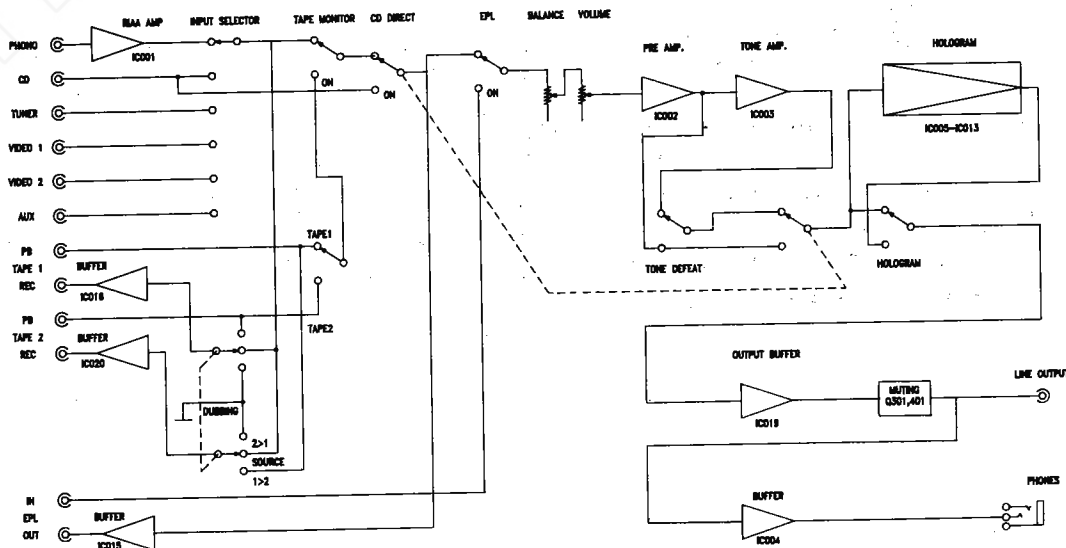 RIAA AMP INPUT SELECTOR TAPE MONITOR CD DIRECT EPL BALANCE VOLUME
PHONO
IC001
CD
ON
ON
ON
TUNER
VIDEO 1
VIDEO 2
AUX
PRE AMP. TONE AMP. HOLOGRAM
IC002
IC003
IC005-IC013
TONE DEFEAT
HOLOGRAM
PB
TAPE1
TAPE 1
BUFFER
REC
IC016
PB
TAPE2
TAPE 2
BUFFER
REC
IC020
DUBBING
2>1
SOURCE
1>2
IN
EPL
BUFFER
OUT
IC015
OUTPUT BUFFER
IC019
MUTING
Q301,401
LINE OUTPUT
BUFFER
IC004
PHONES